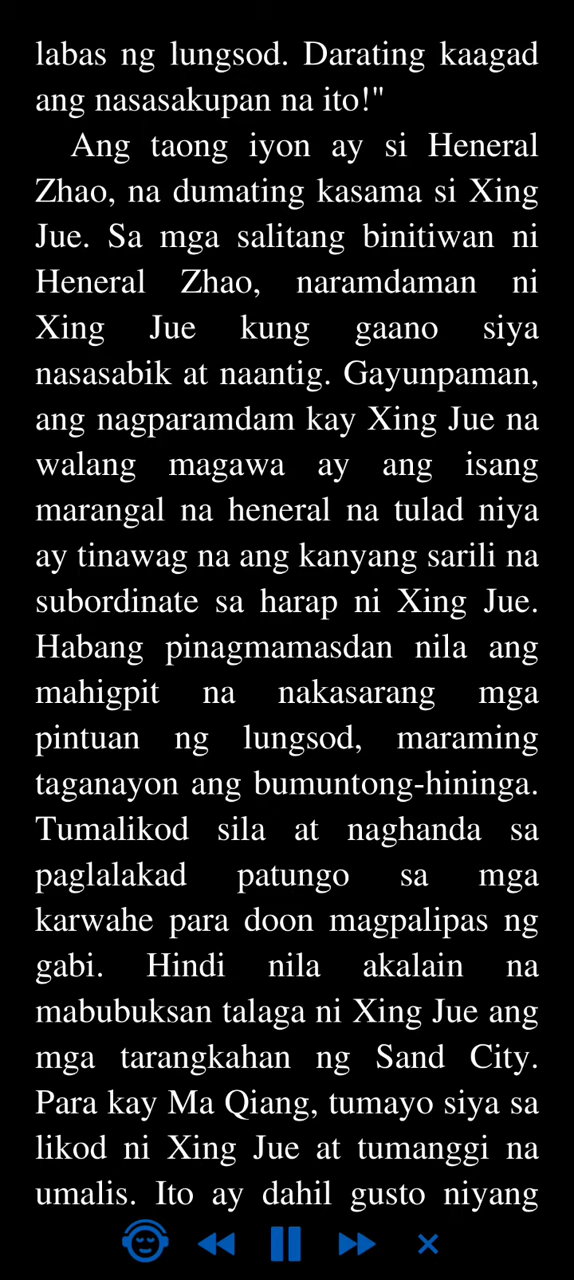 labas ng lungsod. Darating kaagad
ang nasasakupan na ito!"
Ang taong iyon ay si Heneral
Zhao, na dumating kasama si Xing
Jue. Sa mga salitang binitiwan ni
Heneral Zhao, naramdaman ni
Xing Jue kung gaano siya
nasasabik at naantig. Gayunpaman,
ang nagparamdam kay Xing Jue na
walang magawa ay ang isang
marangal na heneral na tulad niya
ay tinawag na ang kanyang sarili na
subordinate sa harap ni Xing Jue.
Habang pinagmamasdan nila ang
mahigpit na nakasarang mga
pintuan ng lungsod, maraming
taganayon ang bumuntong-hininga.
Tumalikod sila at naghanda sa
paglalakad patungo sa mga
karwahe para doon magpalipas ng
gabi. Hindi nila akalain na
mabubuksan talaga ni Xing Jue ang
mga tarangkahan ng Sand City.
Para kay Ma Qiang, tumayo siya sa
likod ni Xing Jue at tumanggi na
umalis. Ito ay dahil gusto niyang